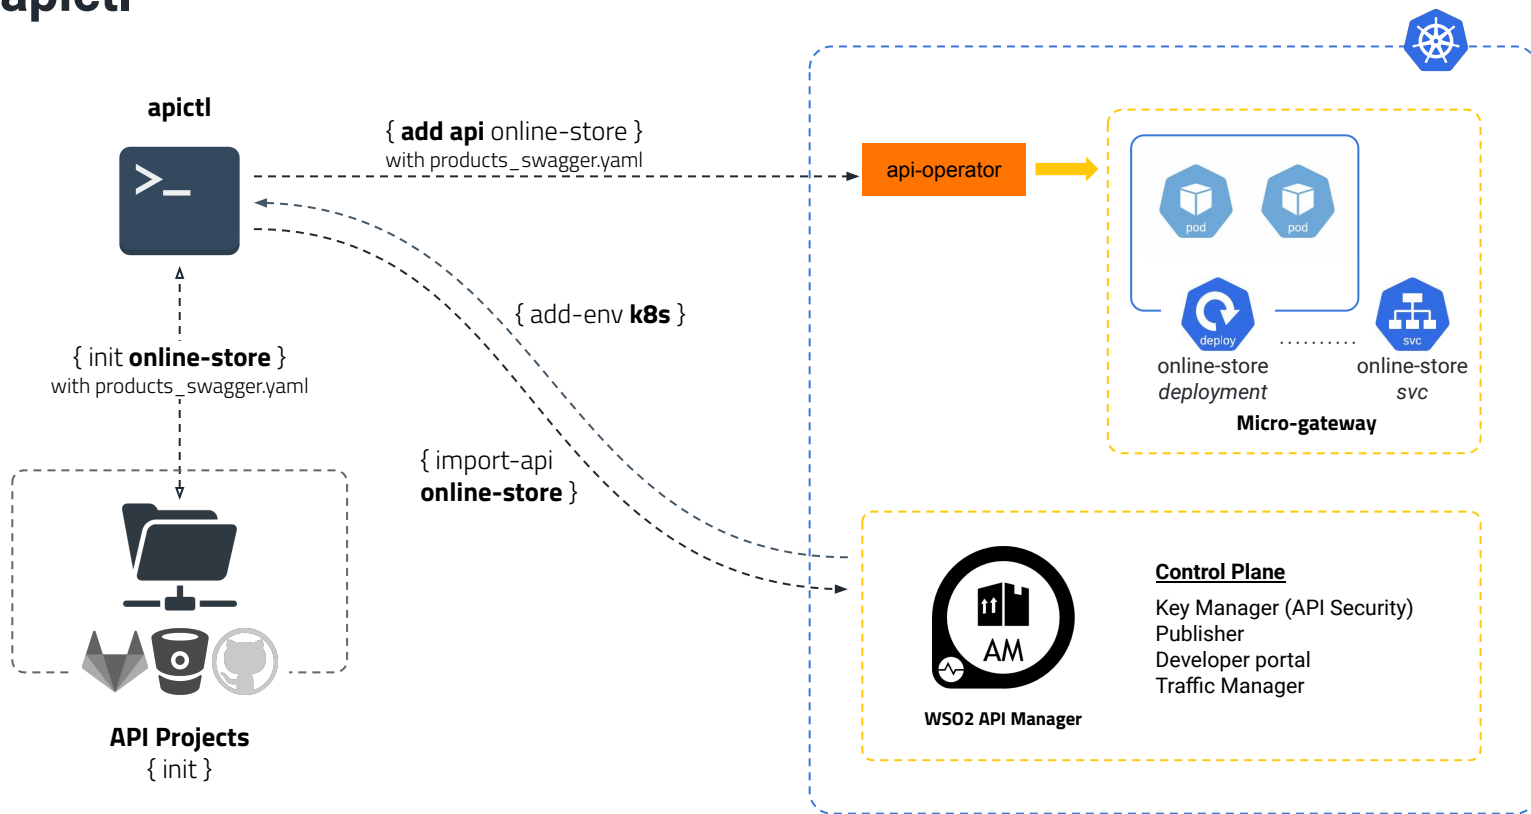 apictl
apictl
>_
{ add api online-store }
with products_swagger.yaml
api-operator
pod
pod
deploy
svc
online-store
deployment
online-store
svc
Micro-gateway
{ add-env k8s }
{ init online-store }
with products_swagger.yaml
{ import-api
online-store }
API Projects
{ init }
AM
WSO2 API Manager
Control Plane
Key Manager (API Security)
Publisher
Developer portal
Traffic Manager